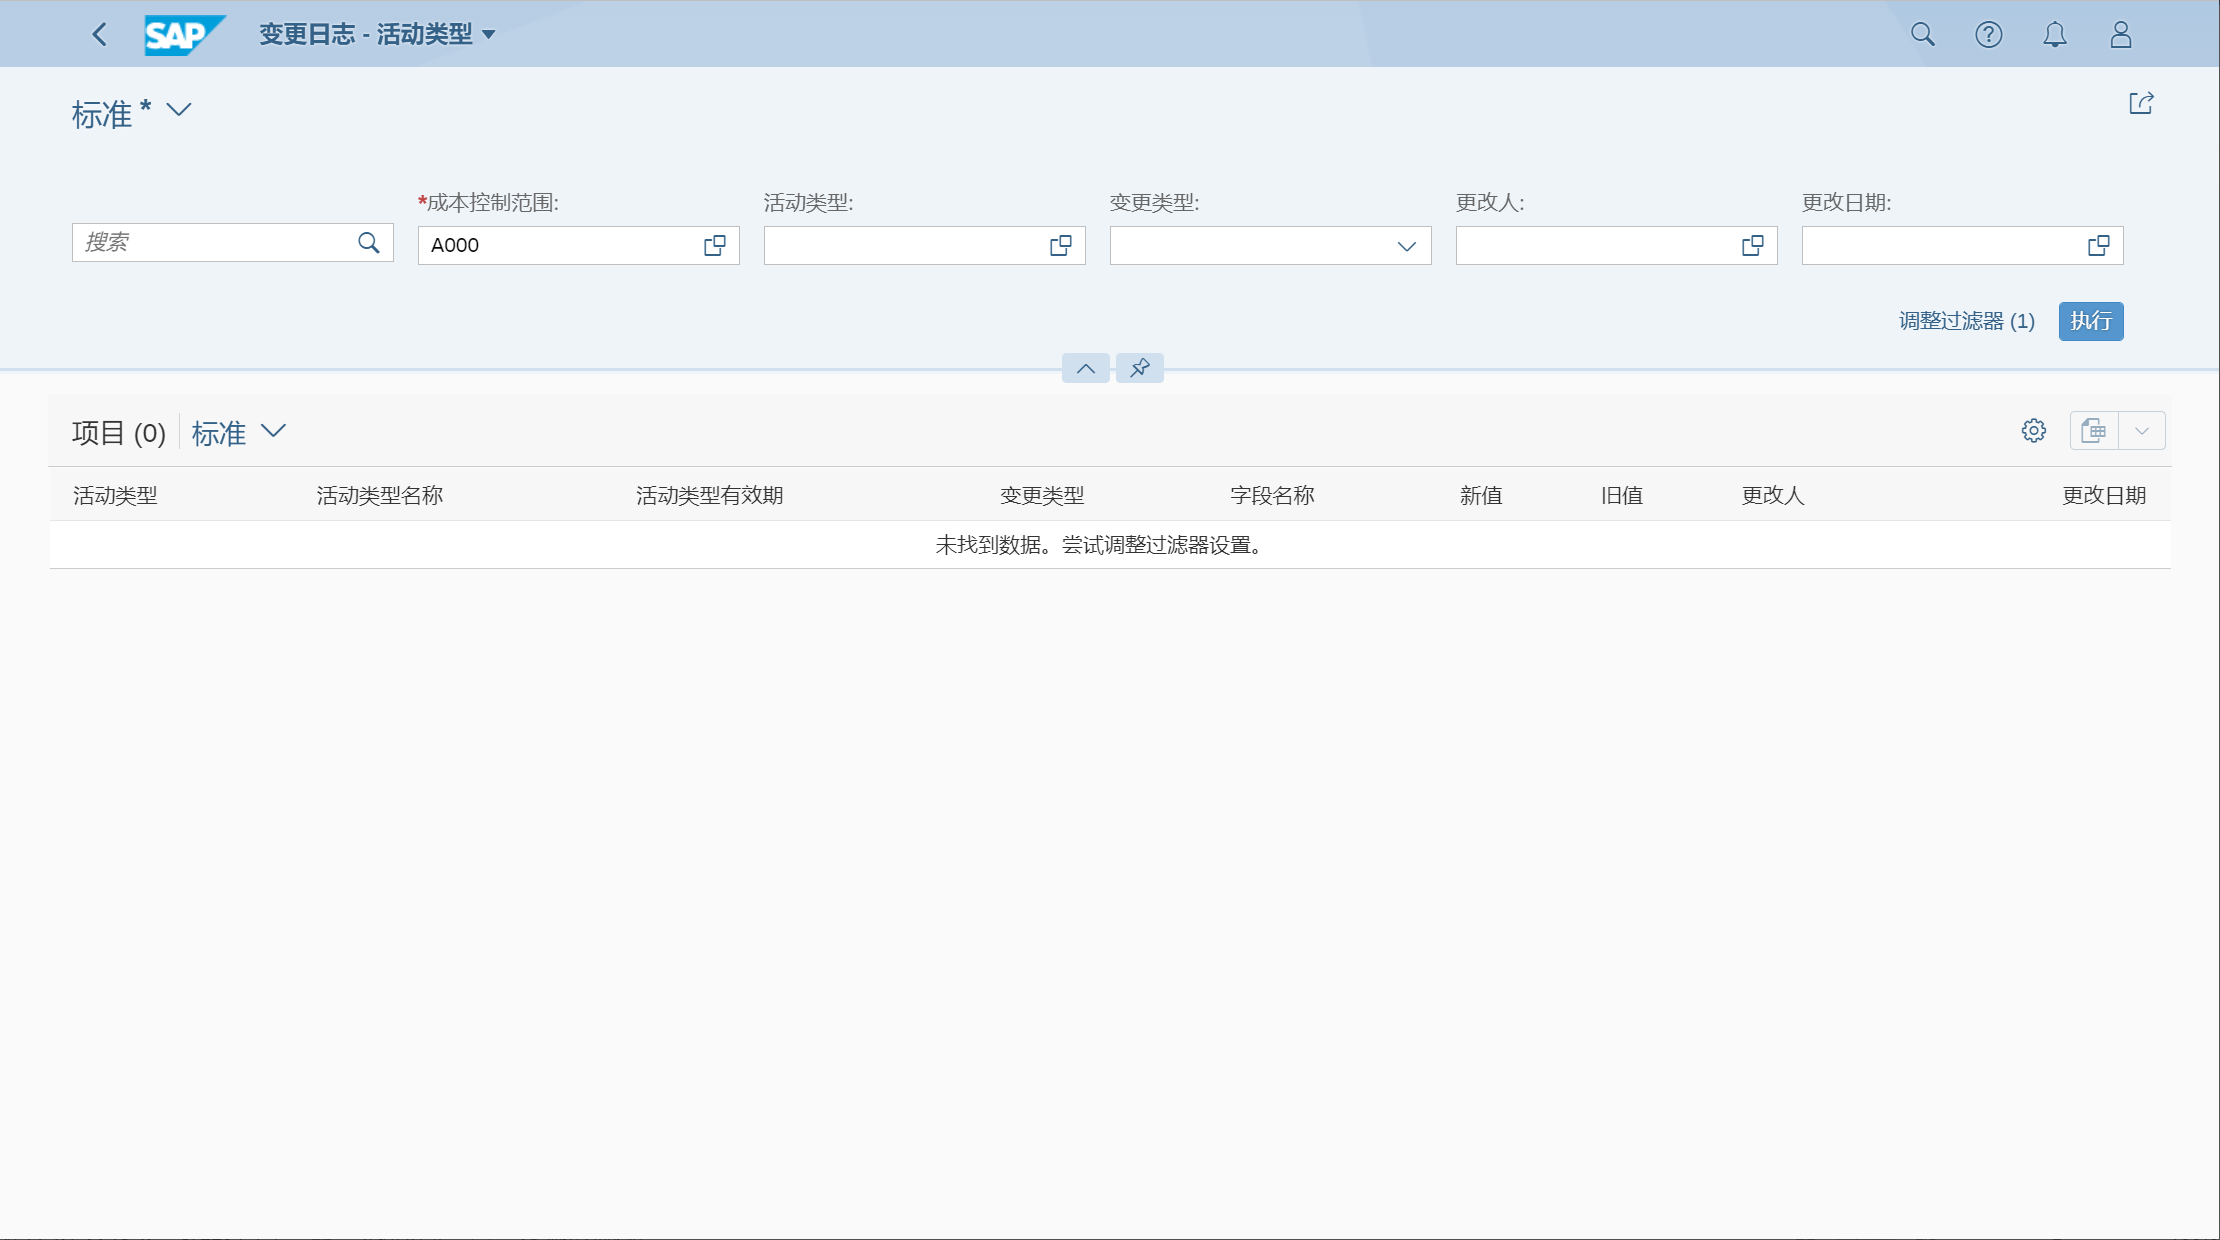 SAP 变更日志 - 活动类型
标准 *
搜索
*成本控制范围:
A000
活动类型:
变更类型:
更改人:
更改日期:
调整过滤器 (1) 执行
项目 (0) 标准
活动类型 活动类型名称 活动类型有效期 变更类型 字段名称 新值 旧值 更改人 更改日期
未找到数据。尝试调整过滤器设置。